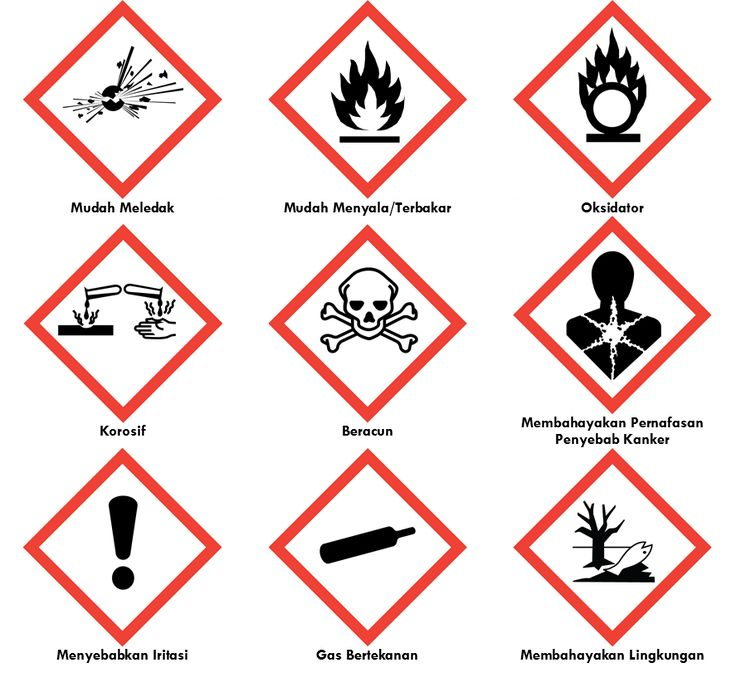 Mudah Meledak
Mudah Menyala/Terbakar
Oksidator
Korosif
Beracun
Membahayakan Pernafasan
Penyebab Kanker
Menyebabkan Iritasi
Gas Bertekanan
Membahayakan Lingkungan